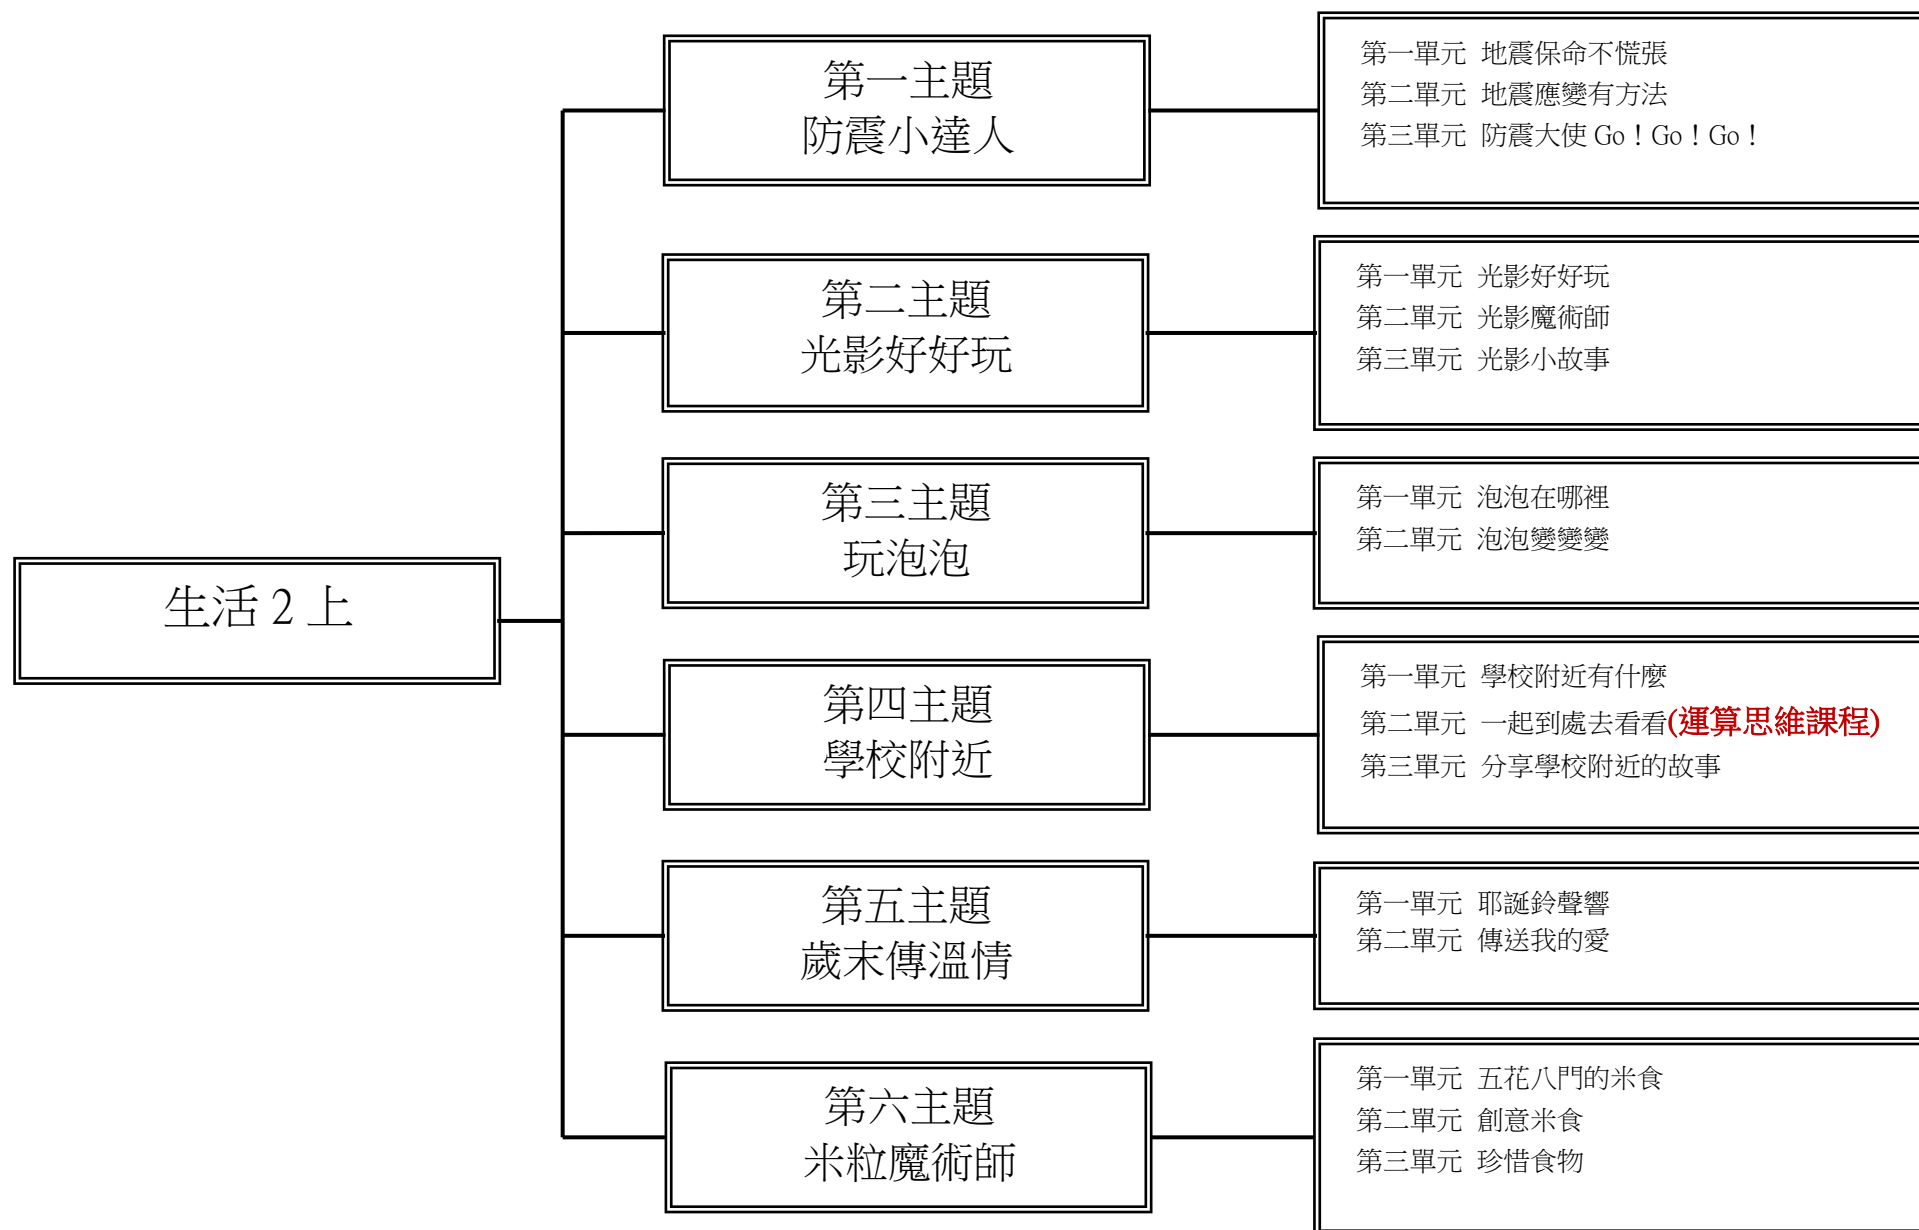 生活 2 上
第一主題
防震小達人
第一單元 地震保命不慌張
第二單元 地震應變有方法
第三單元 防震大使 Go！Go！Go！
第二主題
光影好好玩
第一單元 光影好好玩
第二單元 光影魔術師
第三單元 光影小故事
第三主題
玩泡泡
第一單元 泡泡在哪裡
第二單元 泡泡變變變
第四主題
學校附近
第一單元 學校附近有什麼
第二單元 一起到處去看看(運算思維課程)
第三單元 分享學校附近的故事
第五主題
歲末傳溫情
第一單元 耶誕鈴聲響
第二單元 傳送我的愛
第六主題
米粒魔術師
第一單元 五花八門的米食
第二單元 創意米食
第三單元 珍惜食物